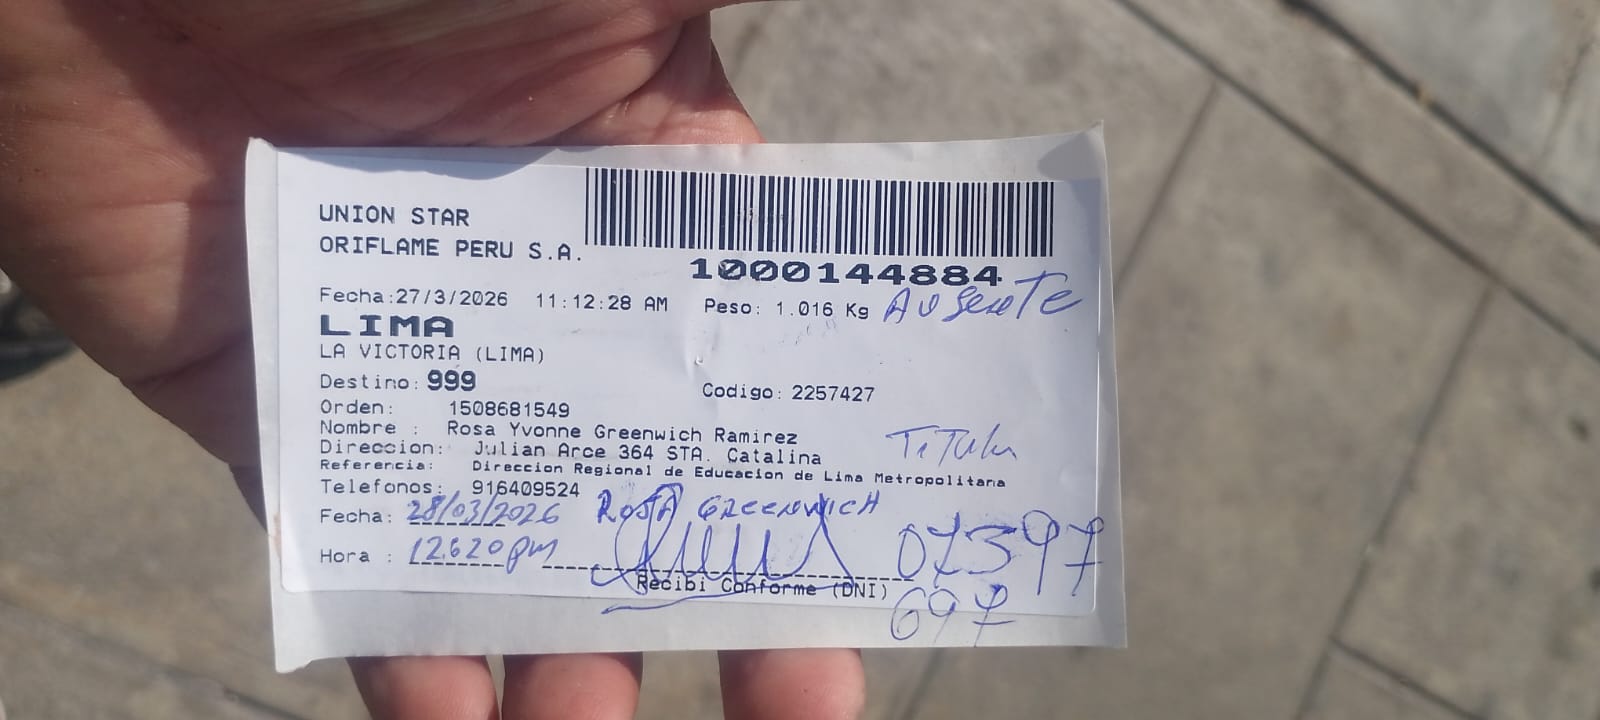 UNION STAR
ORIFLAME PERU S.A.
1000144884
Fecha:27/3/2026 11:12:28 AM Peso: 1.016 Kg Ausente
LIMA
LA VICTORIA (LIMA)
Destino: 999 Codigo: 2257427
Orden: 1508681549
Nombre : Rosa Yvonne Greenwich Ramirez
Direccion: Julian Arce 364 STA. Catalina
Titular
Referencia: Direccion Regional de Educacion de Lima Metropolitana
Telefonos: 916409524
Fecha: 28/03/2026 ROSA GREENWICH
Hora : pm 07397
Recibi Conforme (DNI)
697